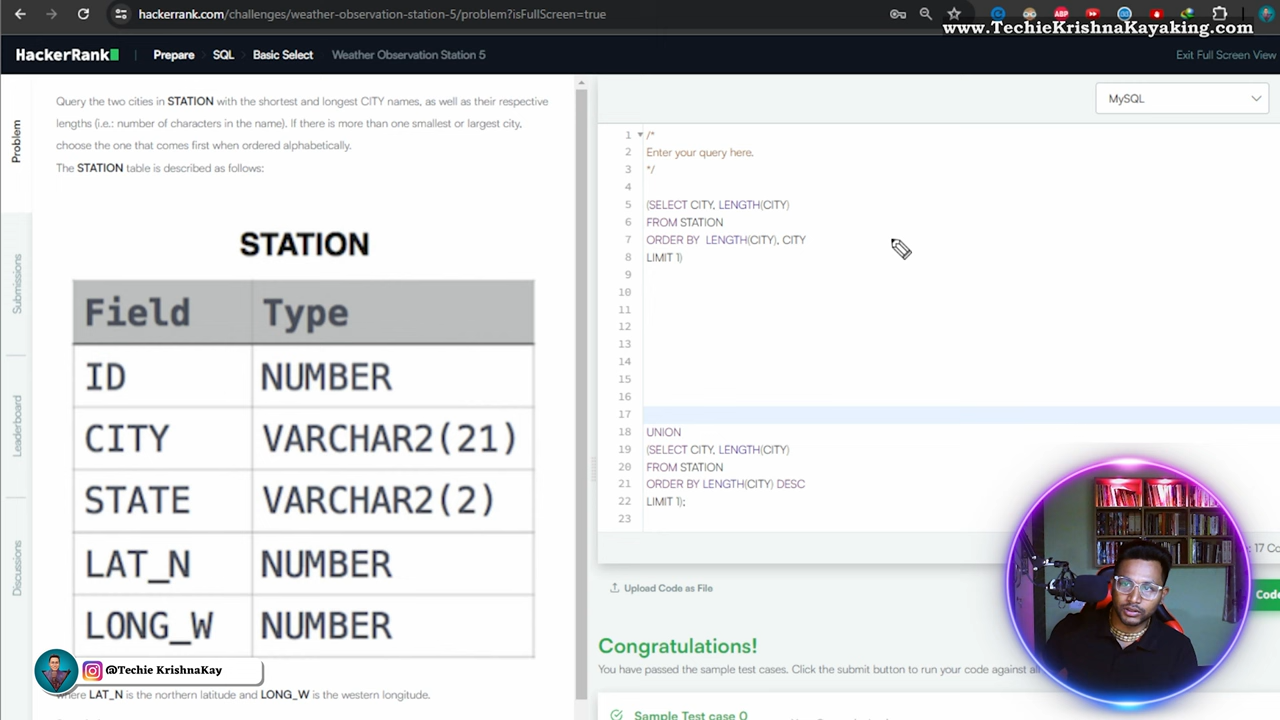 hackerrank.com/challenges/weather-observation-station-5/problem?isFullScreen=true
www.TechieKrishnaKayaking.com
HackerRank
Prepare
SQL
Basic Select
Weather Observation Station 5
Exit Full Screen View
Problem
Submissions
Leaderboard
Discussions
Query the two cities in STATION with the shortest and longest CITY names, as well as their respective
lengths (i.e.: number of characters in the name). If there is more than one smallest or largest city,
choose the one that comes first when ordered alphabetically.
The STATION table is described as follows:
STATION
Field Type
ID NUMBER
CITY VARCHAR2(21)
STATE VARCHAR2(2)
LAT_N NUMBER
LONG_W NUMBER
@Techie KrishnaKay
where LAT_N is the northern latitude and LONG_W is the western longitude.
MySQL
1 /*
2 Enter your query here.
3 */
4
5 (SELECT CITY, LENGTH(CITY)
6 FROM STATION
7 ORDER BY  LENGTH(CITY), CITY
8 LIMIT 1)
9
10
11
12
13
14
15
16
17
18 UNION
19 (SELECT CITY, LENGTH(CITY)
20 FROM STATION
21 ORDER BY LENGTH(CITY) DESC
22 LIMIT 1);
23
17 Co
Upload Code as File
Code
Congratulations!
You have passed the sample test cases. Click the submit button to run your code against al
Sample Test case 0